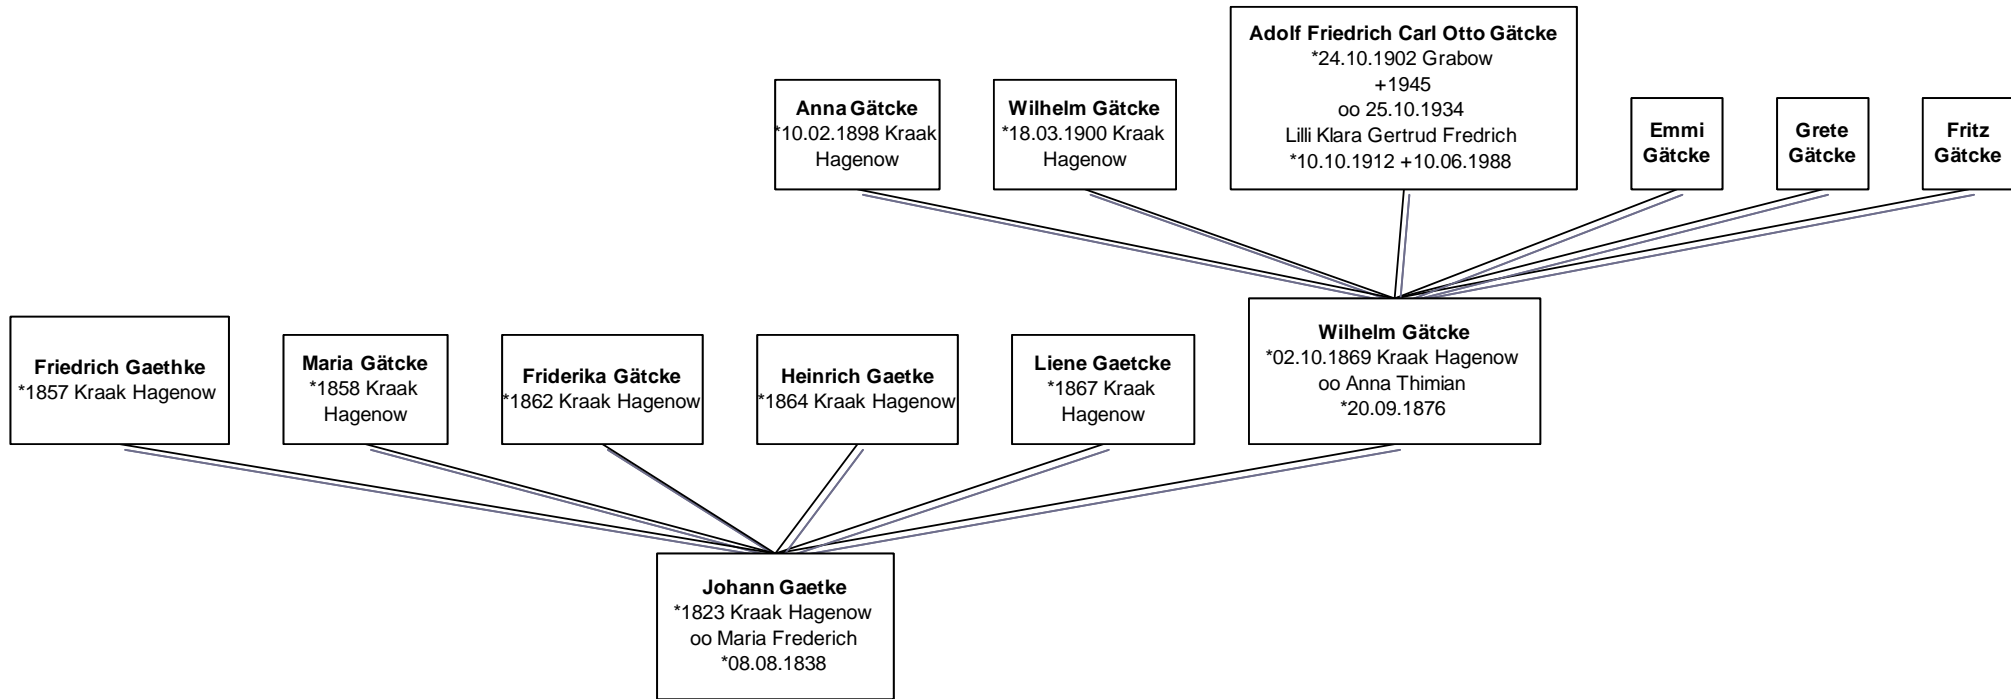 Adolf Friedrich Carl Otto Gätcke
*24.10.1902 Grabow
+1945
oo 25.10.1934
Lilli Klara Gertrud Fredrich
*10.10.1912 +10.06.1988
Anna Gätcke
*10.02.1898 Kraak
Hagenow
Wilhelm Gätcke
*18.03.1900 Kraak
Hagenow
Emmi
Gätcke
Grete
Gätcke
Fritz
Gätcke
Friedrich Gaethke
*1857 Kraak Hagenow
Maria Gätcke
*1858 Kraak
Hagenow
Friderika Gätcke
*1862 Kraak Hagenow
Heinrich Gaetke
*1864 Kraak Hagenow
Liene Gaetcke
*1867 Kraak
Hagenow
Wilhelm Gätcke
*02.10.1869 Kraak Hagenow
oo Anna Thimian
*20.09.1876
Johann Gaetke
*1823 Kraak Hagenow
oo Maria Frederich
*08.08.1838